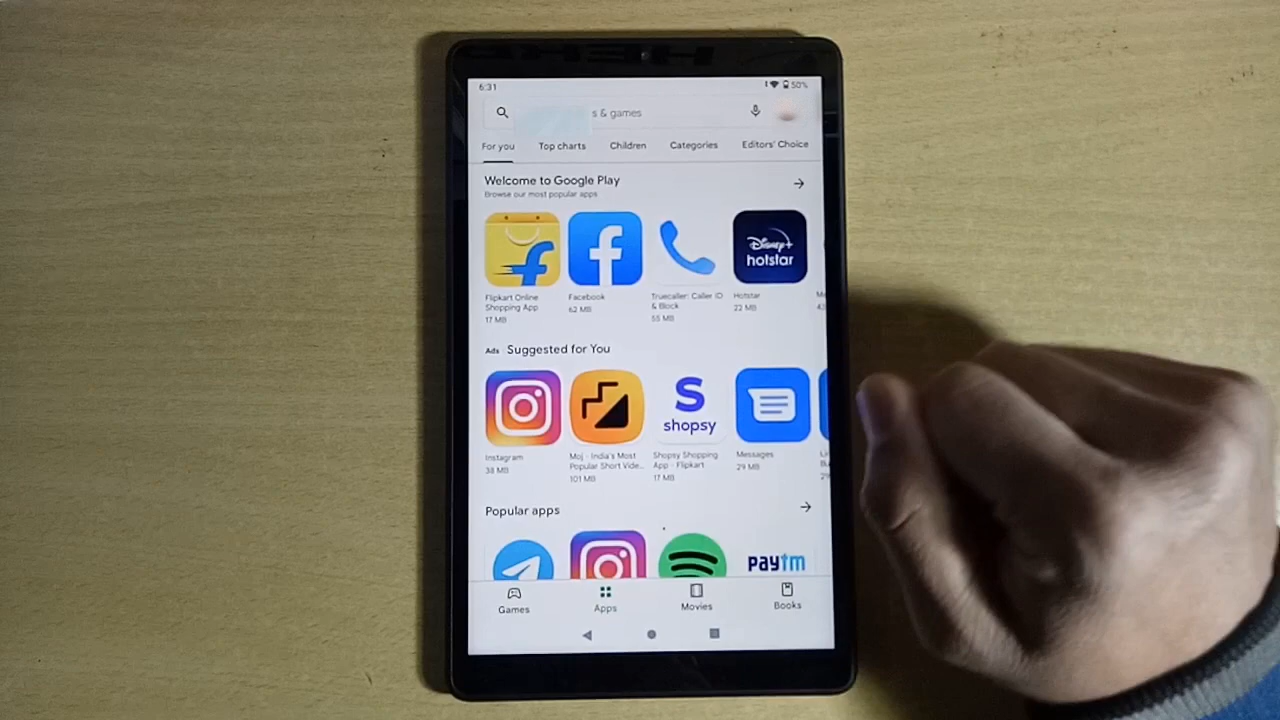 6:31
50%
s & games
For you
Top charts
Children
Categories
Editors' Choice
Welcome to Google Play
Browse our most popular apps
Disney+
hotstar
Flipkart Online
Shopping App
17 MB
Facebook
62 MB
Truecaller: Caller ID
& Block
55 MB
Hotstar
22 MB
Ads
Suggested for You
S
shopsy
Instagram
38 MB
Moj - India's Most
Popular Short Vide...
101 MB
Shopsy Shopping
App - Flipkart
17 MB
Messages
29 MB
Popular apps
paytm
Games
Apps
Movies
Books